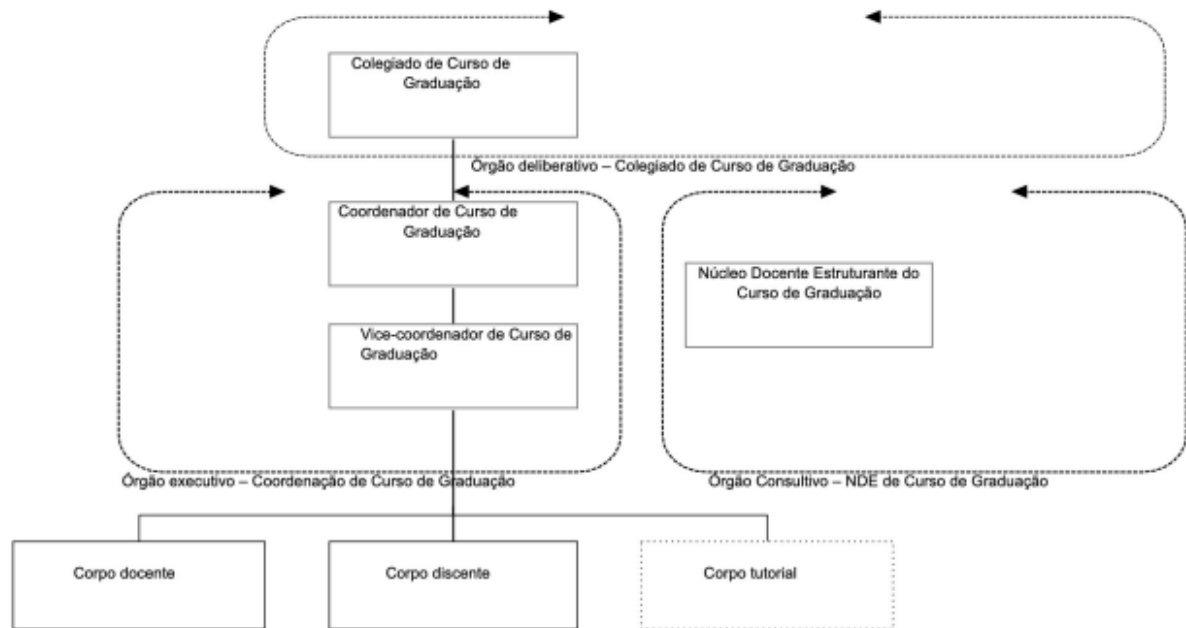 Colegiado de Curso de
Graduação
Órgão deliberativo – Colegiado de Curso de Graduação
Coordenador de Curso de
Graduação
Núcleo Docente Estruturante do
Curso de Graduação
Vice-coordenador de Curso de
Graduação
Órgão executivo – Coordenação de Curso de Graduação
Órgão Consultivo – NDE de Curso de Graduação
Corpo docente
Corpo discente
Corpo tutorial